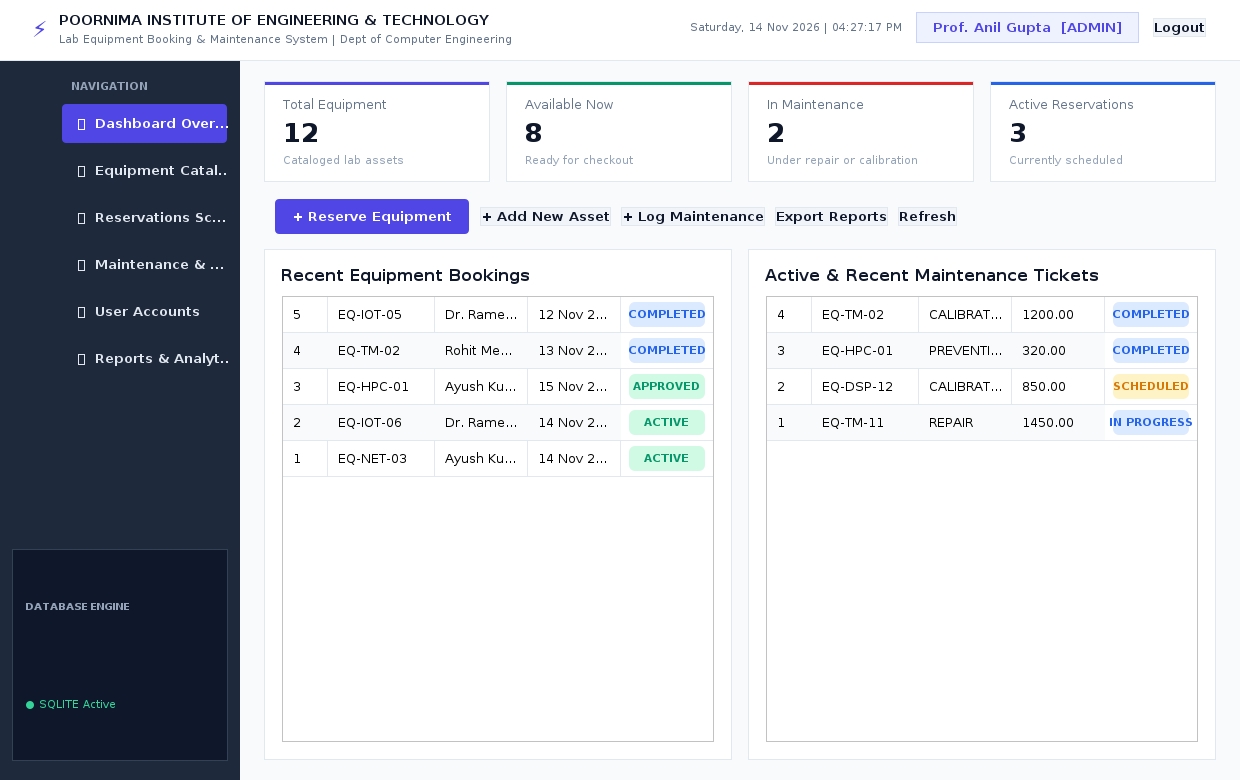 ⚡ POORNIMA INSTITUTE OF ENGINEERING & TECHNOLOGY
Lab Equipment Booking & Maintenance System | Dept of Computer Engineering
Saturday, 14 Nov 2026 | 04:27:17 PM
Prof. Anil Gupta [ADMIN]
Logout
NAVIGATION
Dashboard Over...
Equipment Catal...
Reservations Sc...
Maintenance & ...
User Accounts
Reports & Analyt...
DATABASE ENGINE
● SQLITE Active
Total Equipment
12
Cataloged lab assets
Available Now
8
Ready for checkout
In Maintenance
2
Under repair or calibration
Active Reservations
3
Currently scheduled
+ Reserve Equipment
+ Add New Asset
+ Log Maintenance
Export Reports
Refresh
Recent Equipment Bookings
5 EQ-IOT-05 Dr. Rame... 12 Nov 2... COMPLETED
4 EQ-TM-02 Rohit Me... 13 Nov 2... COMPLETED
3 EQ-HPC-01 Ayush Ku... 15 Nov 2... APPROVED
2 EQ-IOT-06 Dr. Rame... 14 Nov 2... ACTIVE
1 EQ-NET-03 Ayush Ku... 14 Nov 2... ACTIVE
Active & Recent Maintenance Tickets
4 EQ-TM-02 CALIBRAT... 1200.00 COMPLETED
3 EQ-HPC-01 PREVENTI... 320.00 COMPLETED
2 EQ-DSP-12 CALIBRAT... 850.00 SCHEDULED
1 EQ-TM-11 REPAIR 1450.00 IN PROGRESS